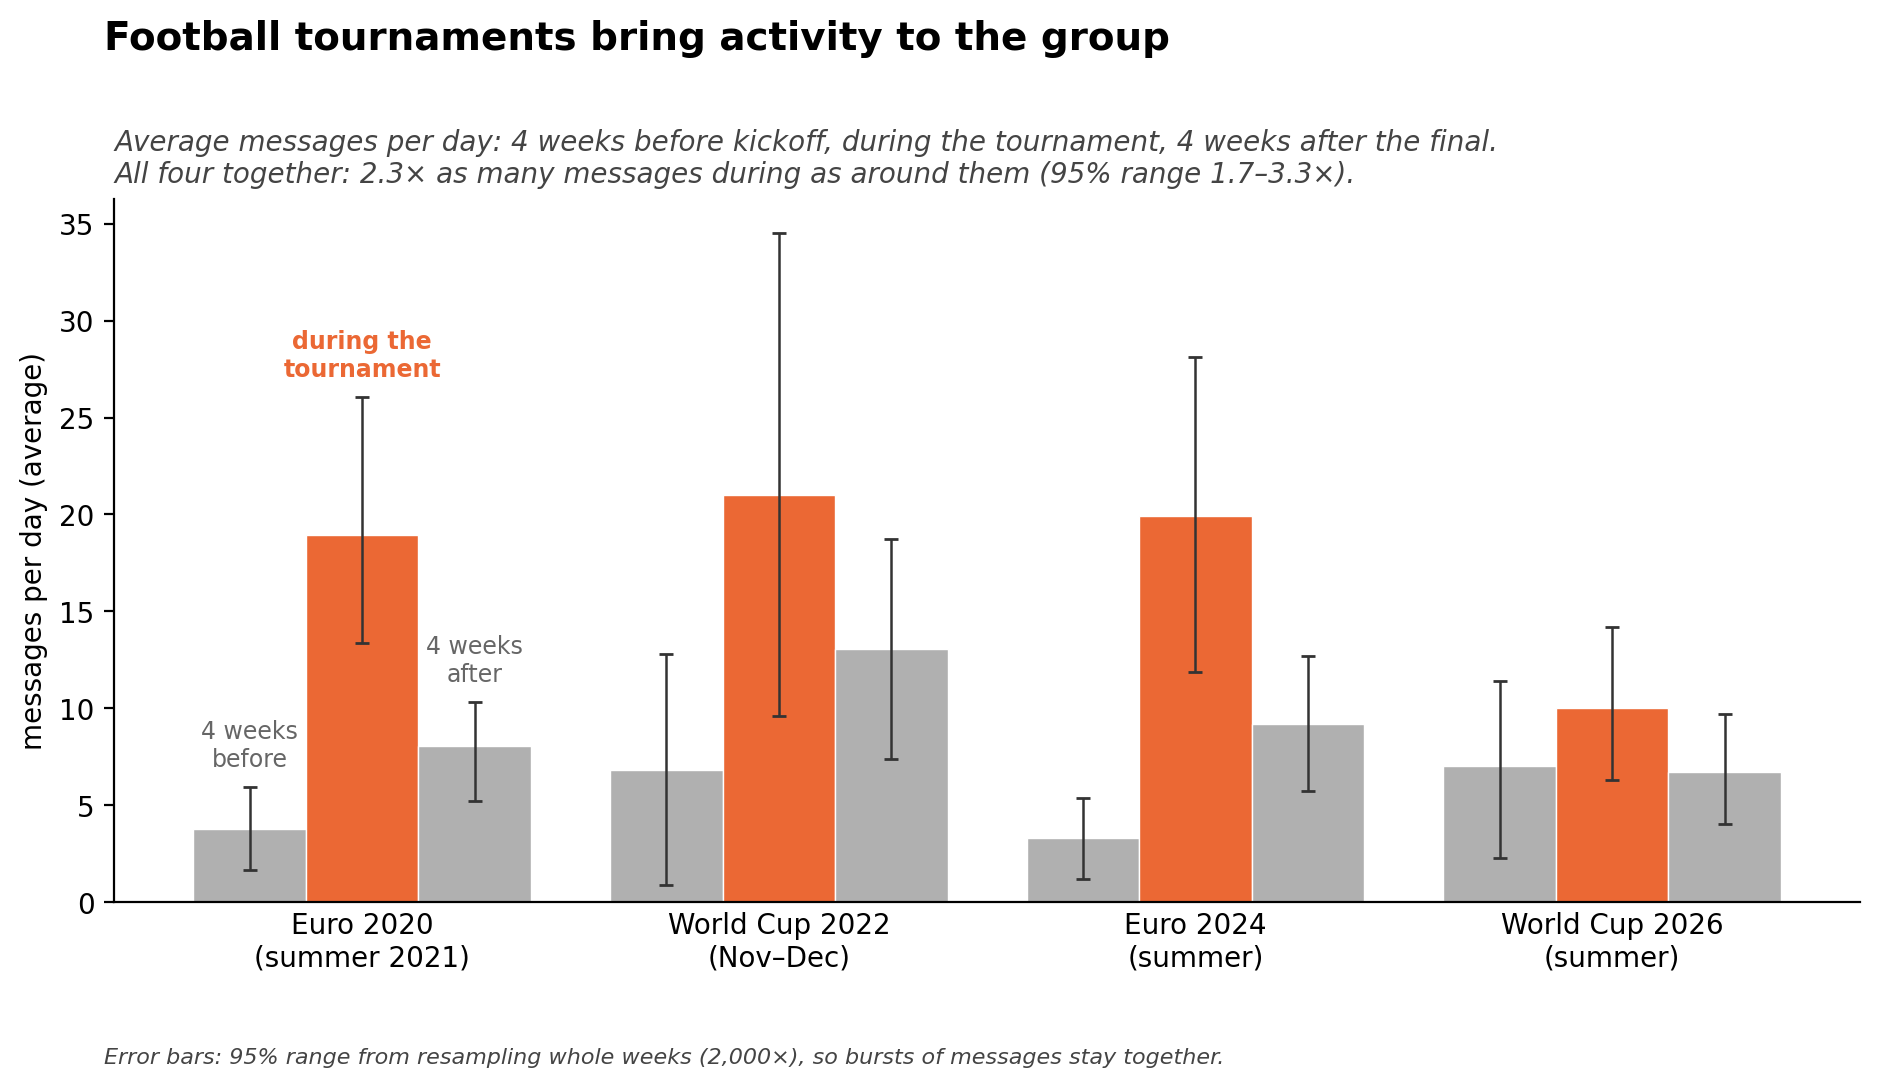 Football tournaments bring activity to the group
Average messages per day: 4 weeks before kickoff, during the tournament, 4 weeks after the final.
All four together: 2.3× as many messages during as around them (95% range 1.7–3.3×).
messages per day (average)
35
30
25
20
15
10
5
0
during the
tournament
4 weeks
after
4 weeks
before
Euro 2020
(summer 2021)
World Cup 2022
(Nov–Dec)
Euro 2024
(summer)
World Cup 2026
(summer)
Error bars: 95% range from resampling whole weeks (2,000×), so bursts of messages stay together.